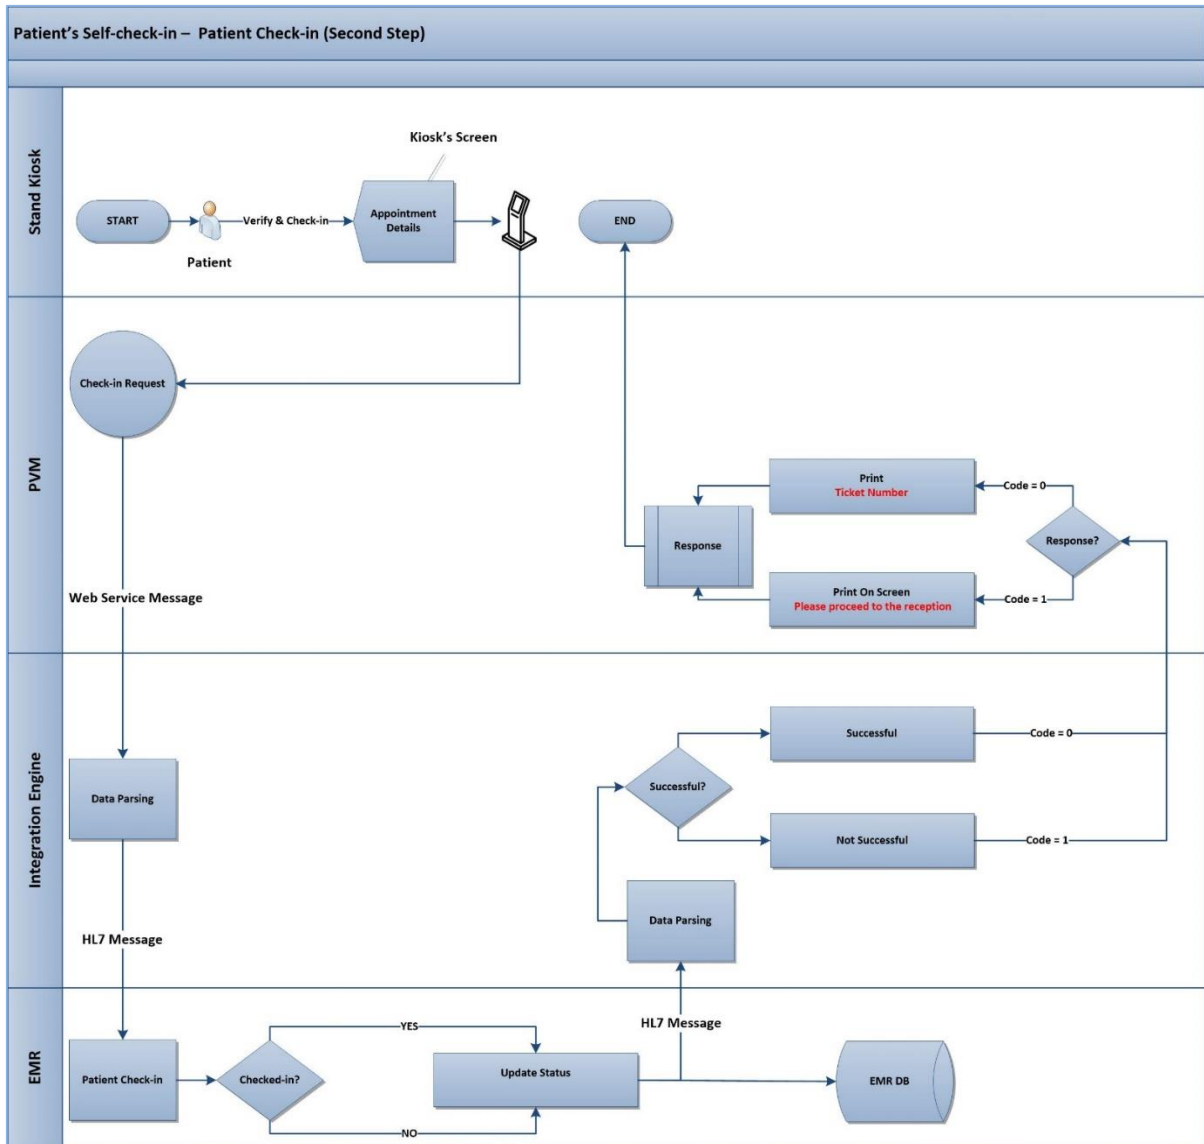 Patient's Self-check-in – Patient Check-in (Second Step)
Stand Kiosk
Kiosk's Screen
START
Verify & Check-in
Appointment
Details
END
Patient
PVM
Check-in Request
Print
Ticket Number
Code = 0
Response
Response?
Print On Screen
Please proceed to the reception
Code = 1
Web Service Message
Integration Engine
Successful
Code = 0
Data Parsing
Successful?
Not Successful
Code = 1
Data Parsing
HL7 Message
EMR
HL7 Message
YES
Patient Check-in
Checked-in?
Update Status
EMR DB
NO